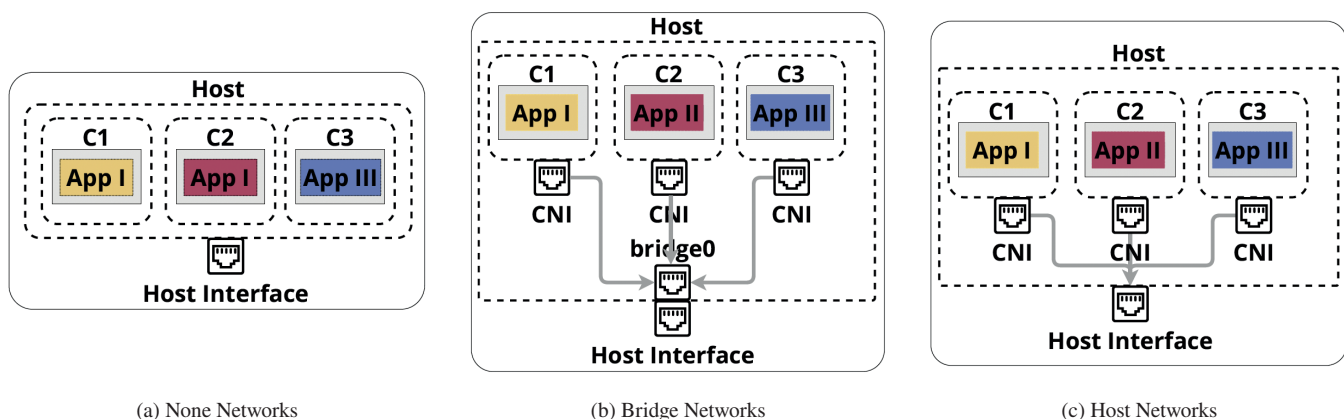 Host
C1
C2
C3
App I
App I
App III
Host Interface
(a) None Networks
Host
C1
C2
C3
App I
App II
App III
CNI
CNI
CNI
bridge0
Host Interface
(b) Bridge Networks
Host
C1
C2
C3
App I
App II
App III
CNI
CNI
CNI
Host Interface
(c) Host Networks